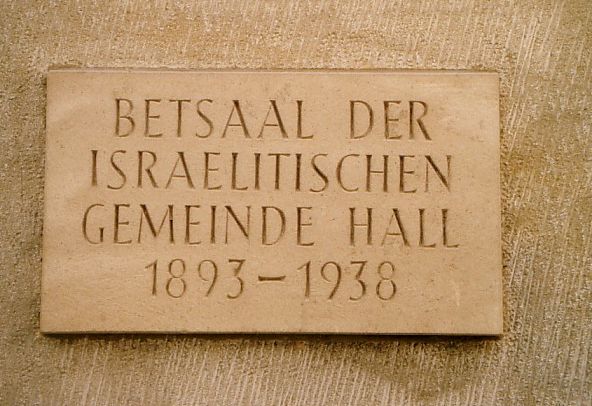 BETSAAL DER
ISRAELITISCHEN
GEMEINDE HALL
1893–1938